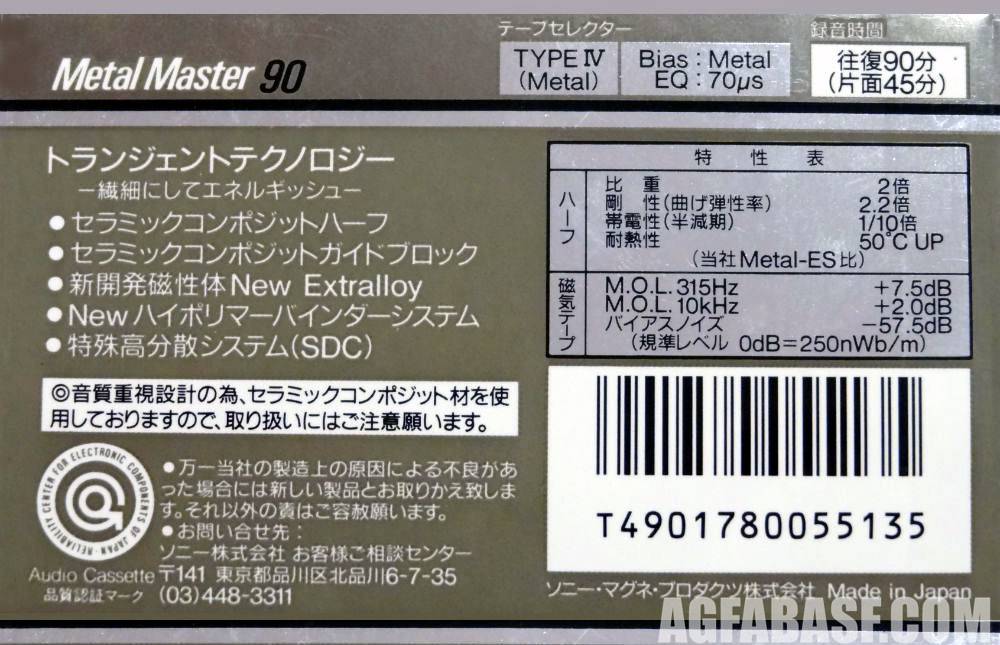 テープセレクター
録音時間
Metal Master 90
TYPE IV
(Metal)
Bias : Metal
EQ : 70μs
往復90分
(片面45分)
トランジェントテクノロジー
−繊細にしてエネルギッシュ−
●セラミックコンポジットハーフ
●セラミックコンポジットガイドブロック
●新開発磁性体New Extralloy
●Newハイポリマーバインダーシステム
●特殊高分散システム(SDC)
特性表
ハーフ
比重 2倍
剛性(曲げ弾性率) 2.2倍
帯電性(半減期) 1/10倍
耐熱性 50℃ UP
(当社Metal-ES比)
磁気テープ
M.O.L. 315Hz +7.5dB
M.O.L. 10kHz +2.0dB
バイアスノイズ −57.5dB
(規準レベル 0dB=250nWb/m)
◎音質重視設計の為、セラミックコンポジット材を使
用しておりますので、取り扱いにはご注意願います。
RELIABILITY CENTER FOR ELECTRONIC COMPONENTS OF JAPAN
Audio Cassette
品質認証マーク
●万一当社の製造上の原因による不良があ
った場合には新しい製品とお取りかえ致しま
す。それ以外の責はご容赦願います。
●お問い合せ先：
ソニー株式会社 お客様ご相談センター
〒141 東京都品川区北品川6-7-35
(03)448-3311
T4901780055135
ソニー・マグネ・プロダクツ株式会社 Made in Japan
AGFABASF.COM